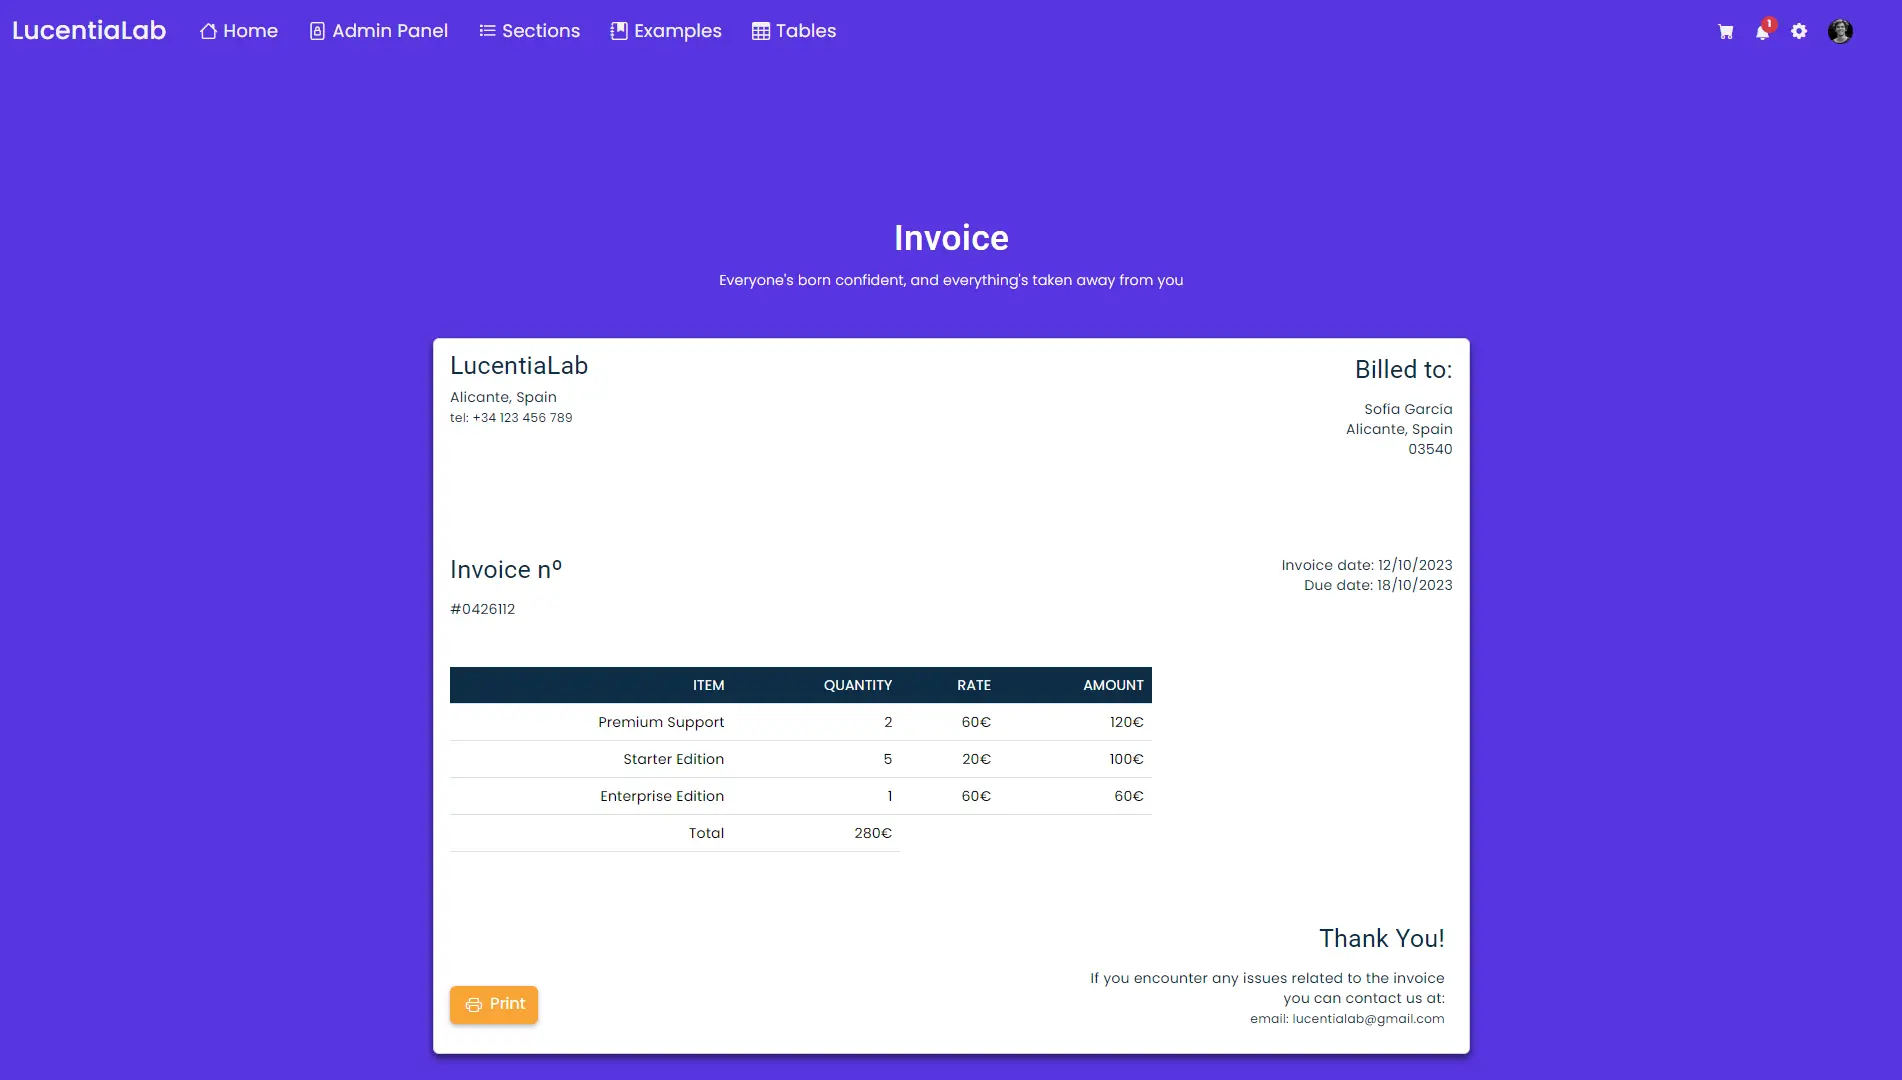 LucentiaLab Home Admin Panel Sections Examples Tables 1
Invoice
Everyone's born confident, and everything's taken away from you
LucentiaLab
Alicante, Spain
tel: +34 123 456 789
Billed to:
Sofía García
Alicante, Spain
03540
Invoice nº
#0426112
Invoice date: 12/10/2023
Due date: 18/10/2023
ITEM QUANTITY RATE AMOUNT
Premium Support 2 60€ 120€
Starter Edition 5 20€ 100€
Enterprise Edition 1 60€ 60€
Total 280€
Thank You!
If you encounter any issues related to the invoice
you can contact us at:
email: lucentialab@gmail.com
Print